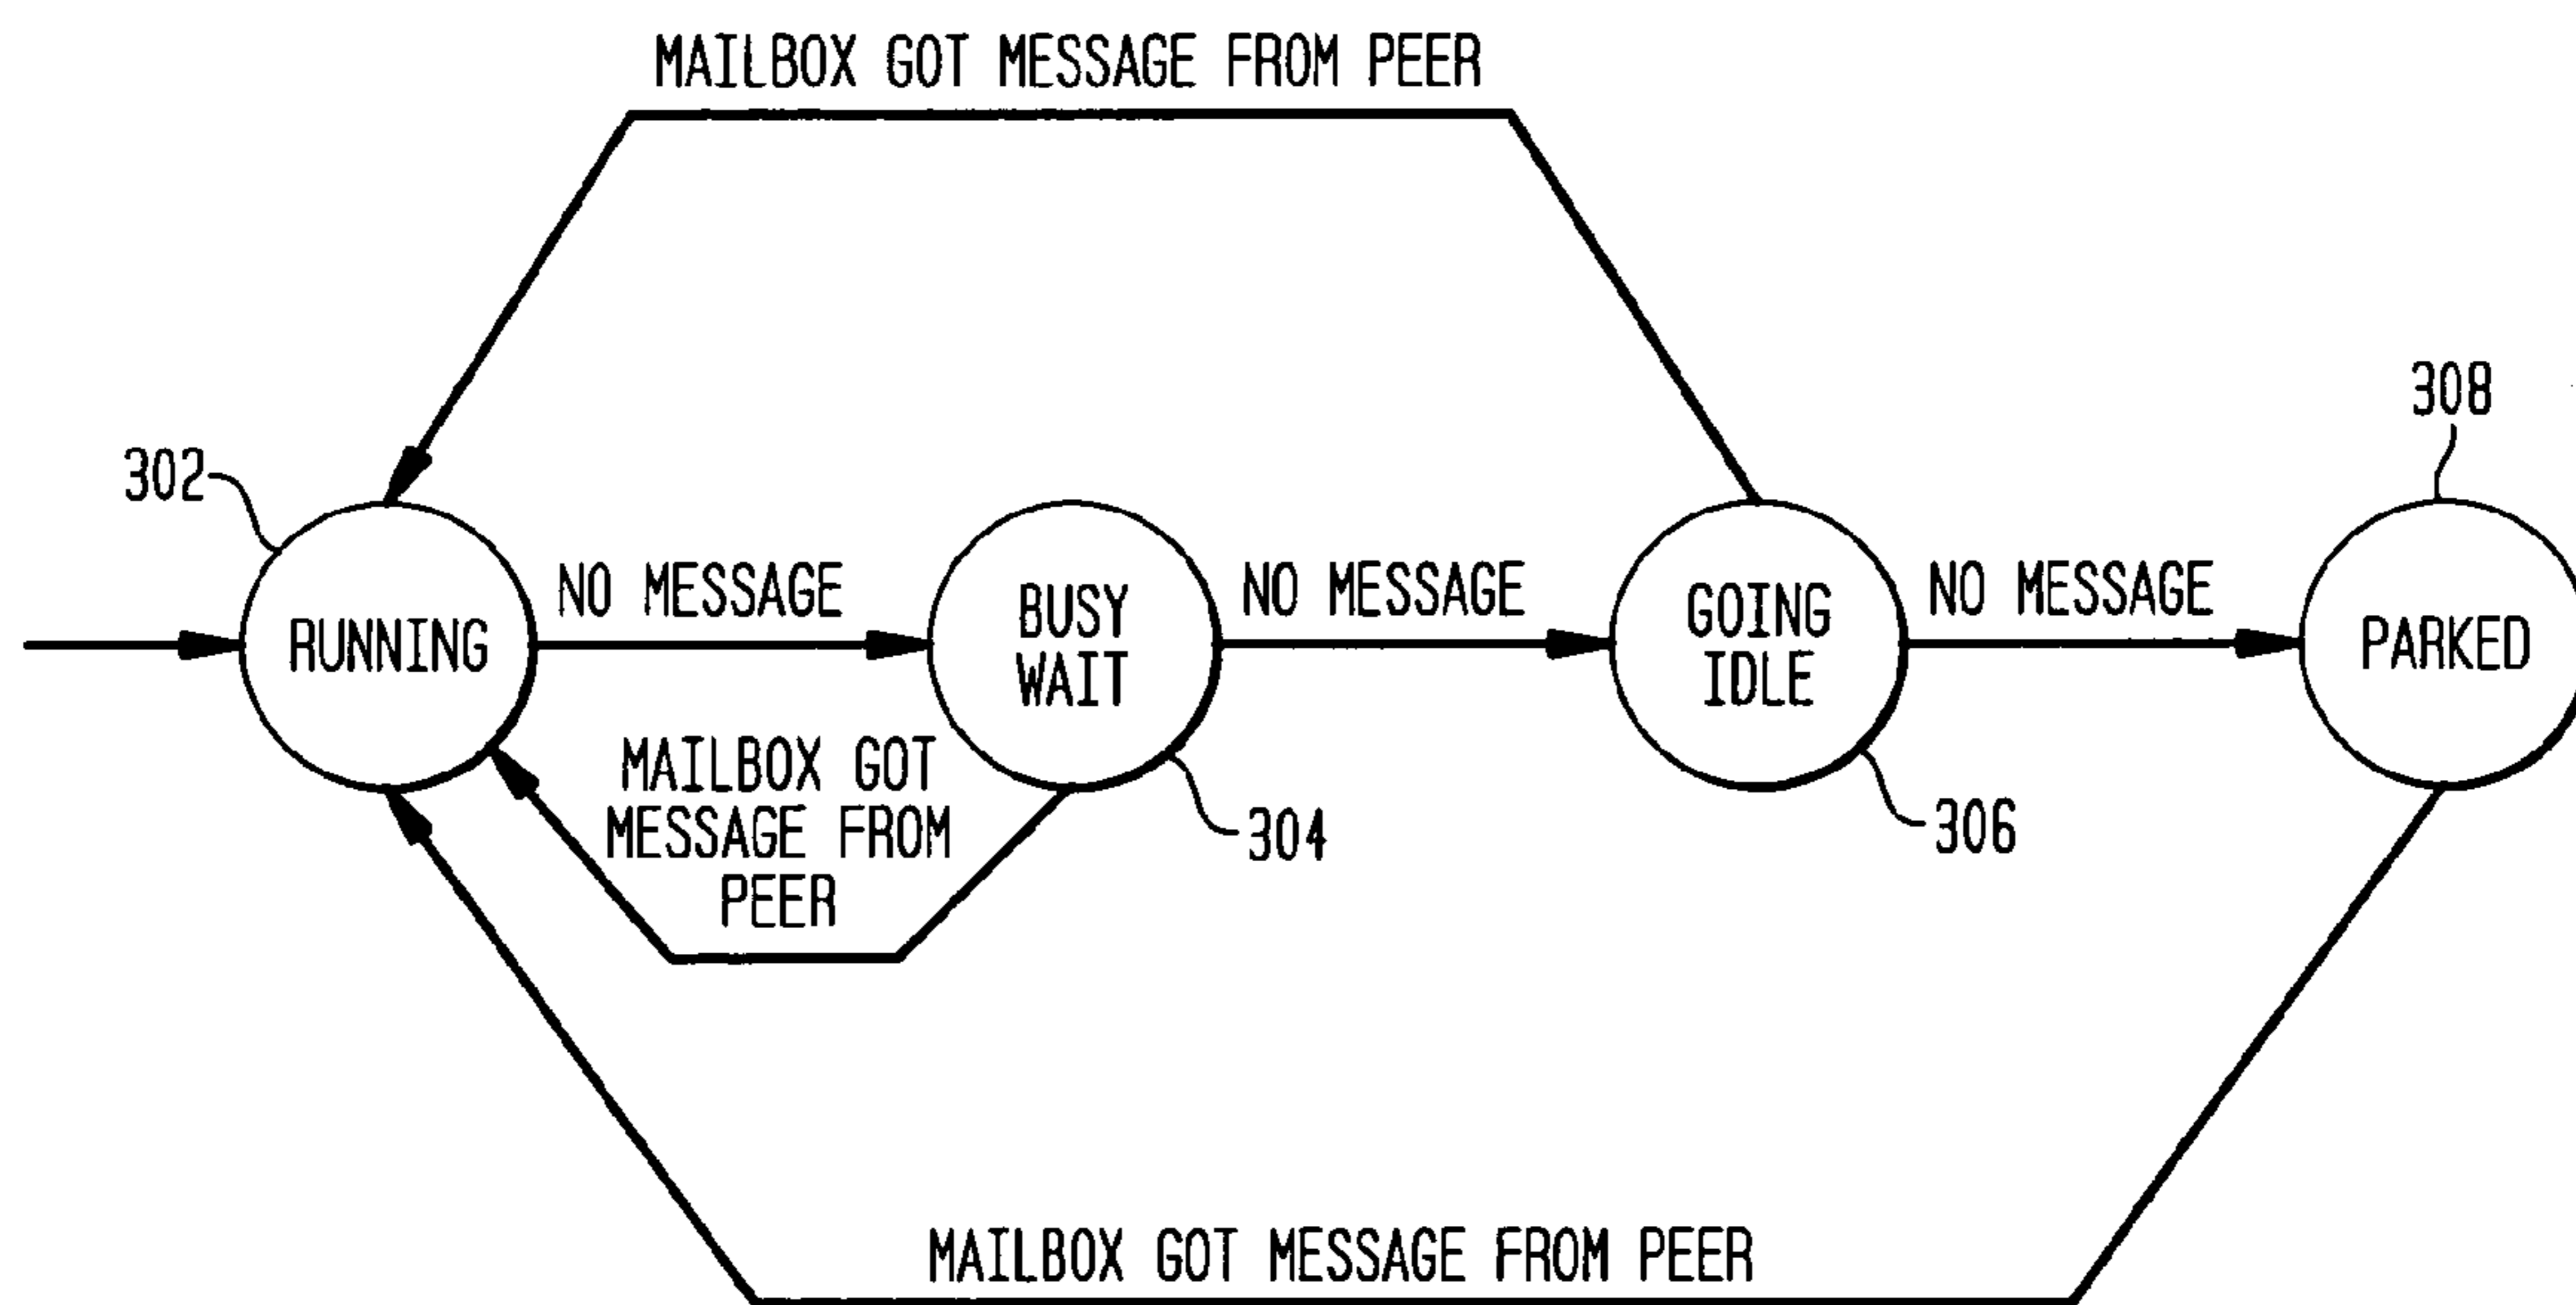 MAILBOX GOT MESSAGE FROM PEER
308
302
RUNNING
NO MESSAGE
BUSY
WAIT
NO MESSAGE
GOING
IDLE
NO MESSAGE
PARKED
MAILBOX GOT
MESSAGE FROM
PEER
304
306
MAILBOX GOT MESSAGE FROM PEER